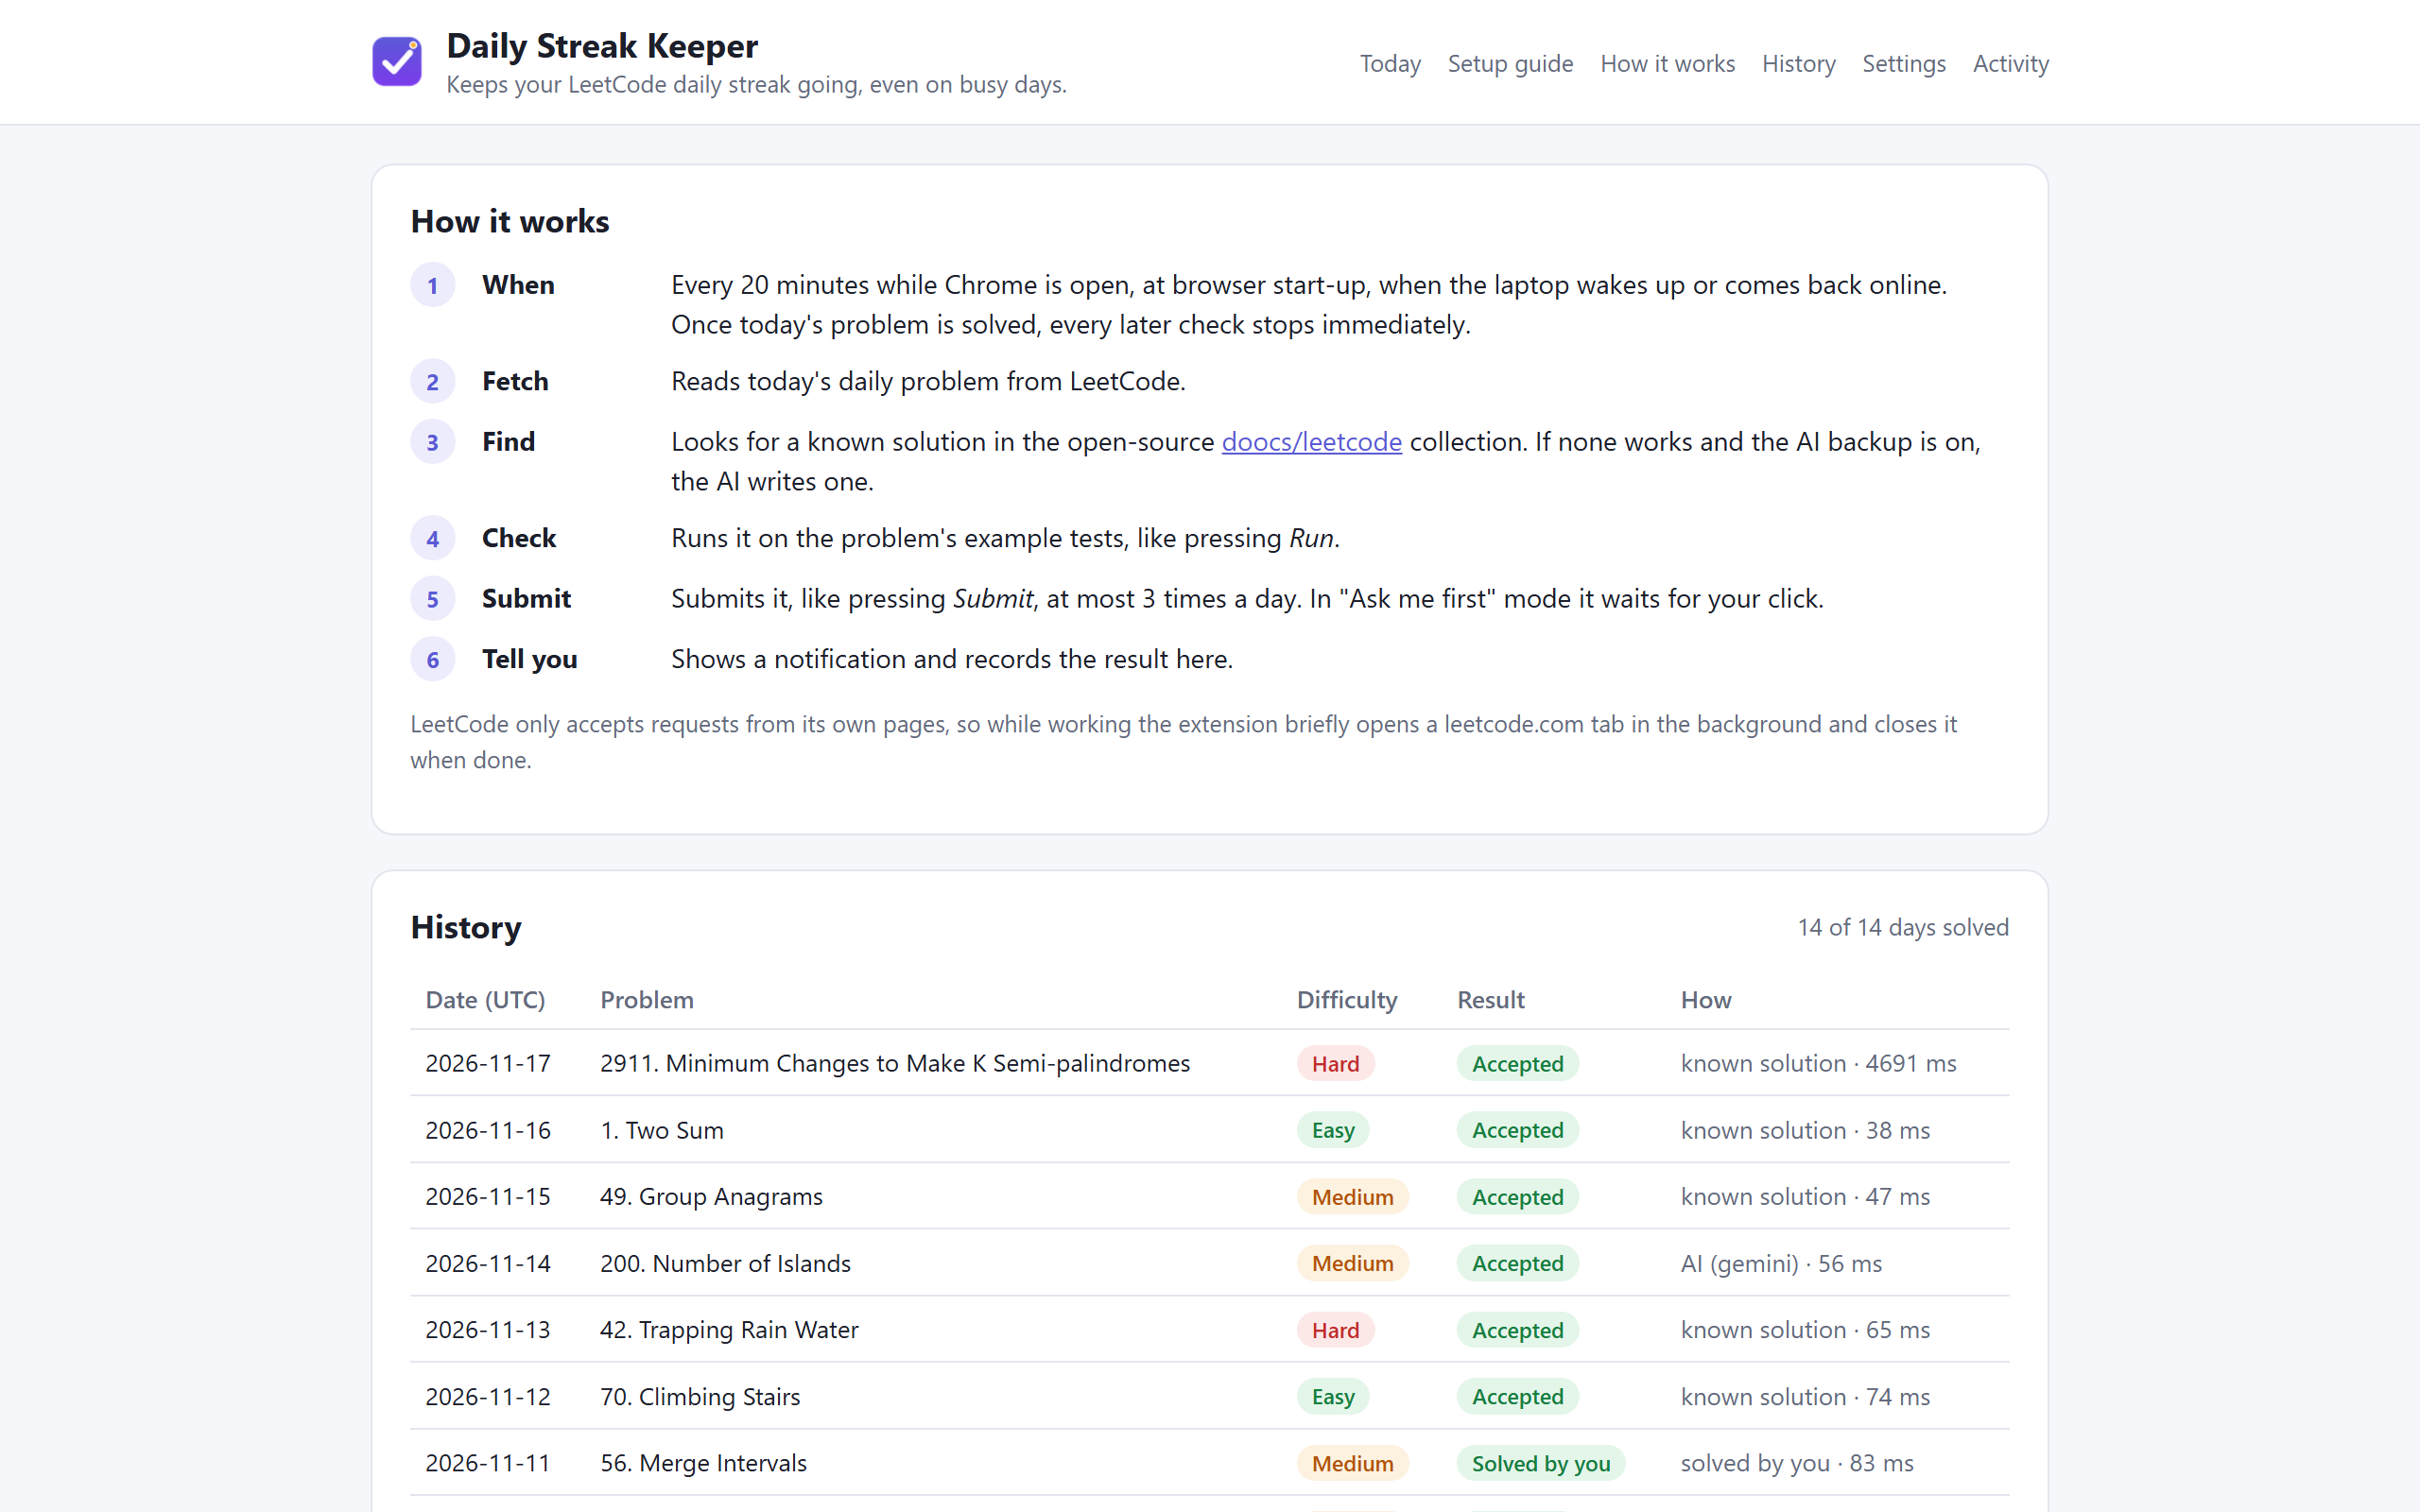 Daily Streak Keeper
Keeps your LeetCode daily streak going, even on busy days.
Today Setup guide How it works History Settings Activity
How it works
1 When Every 20 minutes while Chrome is open, at browser start-up, when the laptop wakes up or comes back online.
Once today's problem is solved, every later check stops immediately.
2 Fetch Reads today's daily problem from LeetCode.
3 Find Looks for a known solution in the open-source doocs/leetcode collection. If none works and the AI backup is on,
the AI writes one.
4 Check Runs it on the problem's example tests, like pressing Run.
5 Submit Submits it, like pressing Submit, at most 3 times a day. In "Ask me first" mode it waits for your click.
6 Tell you Shows a notification and records the result here.
LeetCode only accepts requests from its own pages, so while working the extension briefly opens a leetcode.com tab in the background and closes it
when done.
History 14 of 14 days solved
Date (UTC) Problem Difficulty Result How
2026-11-17 2911. Minimum Changes to Make K Semi-palindromes Hard Accepted known solution · 4691 ms
2026-11-16 1. Two Sum Easy Accepted known solution · 38 ms
2026-11-15 49. Group Anagrams Medium Accepted known solution · 47 ms
2026-11-14 200. Number of Islands Medium Accepted AI (gemini) · 56 ms
2026-11-13 42. Trapping Rain Water Hard Accepted known solution · 65 ms
2026-11-12 70. Climbing Stairs Easy Accepted known solution · 74 ms
2026-11-11 56. Merge Intervals Medium Solved by you solved by you · 83 ms